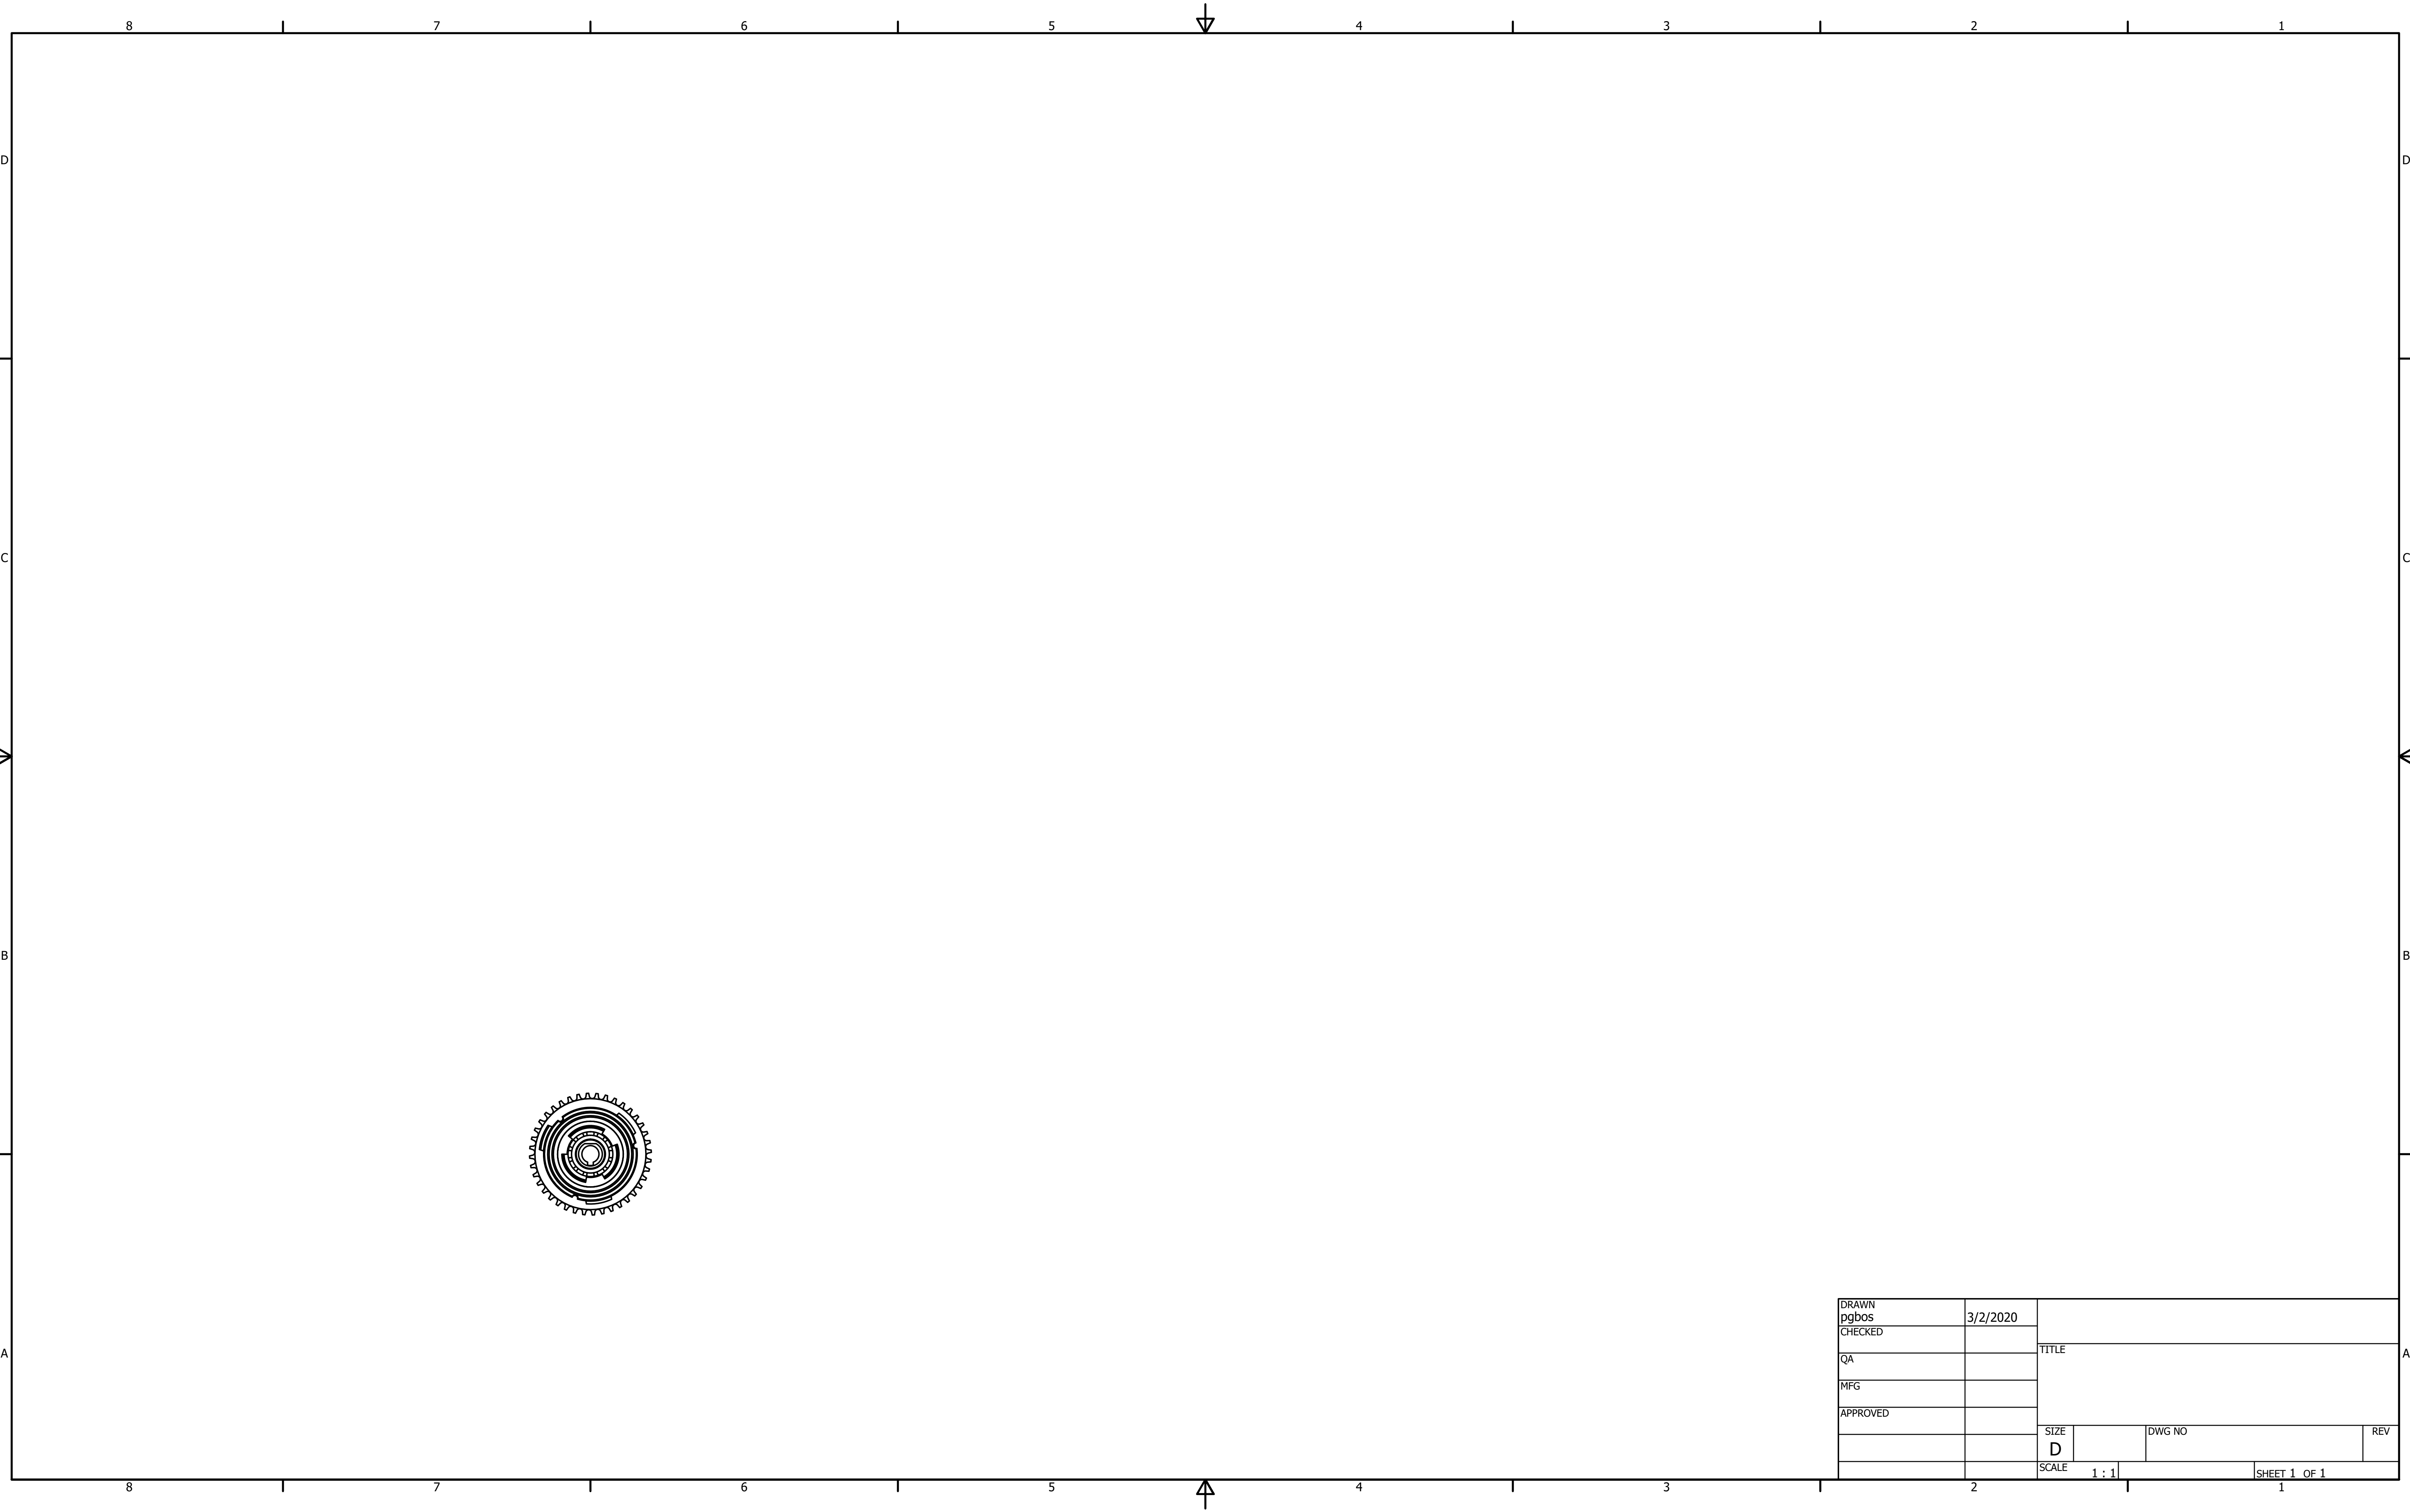 8 7 6 5 4 3 2 1
D D
C C
B B
A A
DRAWN
pgbos 3/2/2020
CHECKED
QA
MFG
APPROVED
TITLE
SIZE DWG NO REV
D
SCALE 1 : 1 SHEET 1 OF 1
8 7 6 5 4 3 2 1